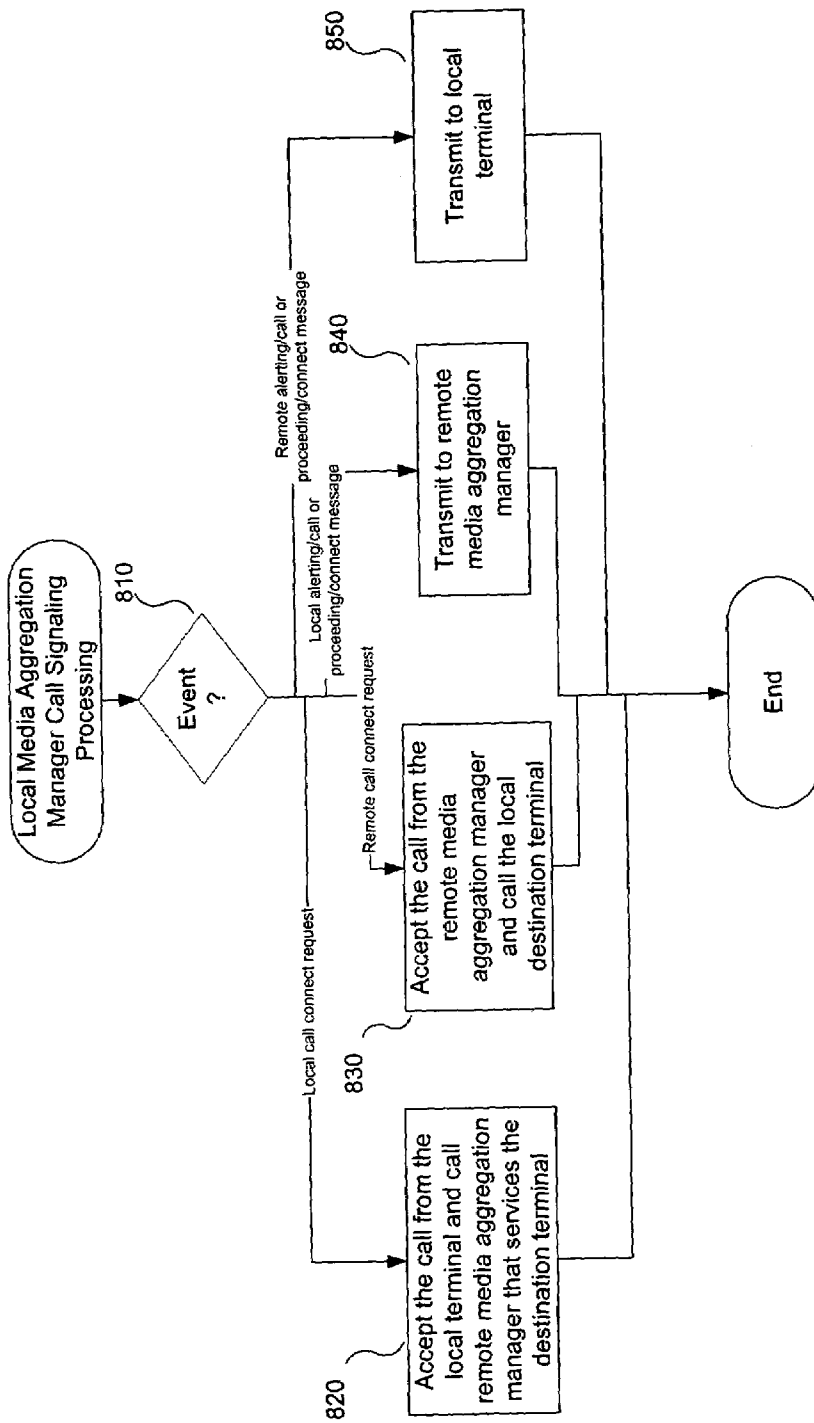 Local Media Aggregation
Manager Call Signaling
Processing
810
Event
?
Local call connect request
Remote call connect request
Local alerting/call or
proceeding/connect message
Remote alerting/call or
proceeding/connect message
820
Accept the call from the
local terminal and call
remote media aggregation
manager that services the
destination terminal
830
Accept the call from the
remote media
aggregation manager
and call the local
destination terminal
840
Transmit to remote
media aggregation
manager
850
Transmit to local
terminal
End